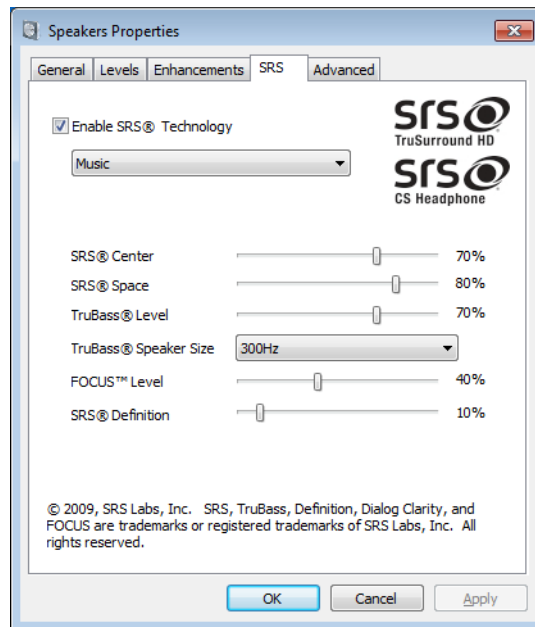 Speakers Properties
General Levels Enhancements SRS Advanced
Enable SRS® Technology
SRS
TruSurround HD
Music
SRS
CS Headphone
SRS® Center 70%
SRS® Space 80%
TruBass® Level 70%
TruBass® Speaker Size 300Hz
FOCUS™ Level 40%
SRS® Definition 10%
© 2009, SRS Labs, Inc. SRS, TruBass, Definition, Dialog Clarity, and
FOCUS are trademarks or registered trademarks of SRS Labs, Inc. All
rights reserved.
OK Cancel Apply